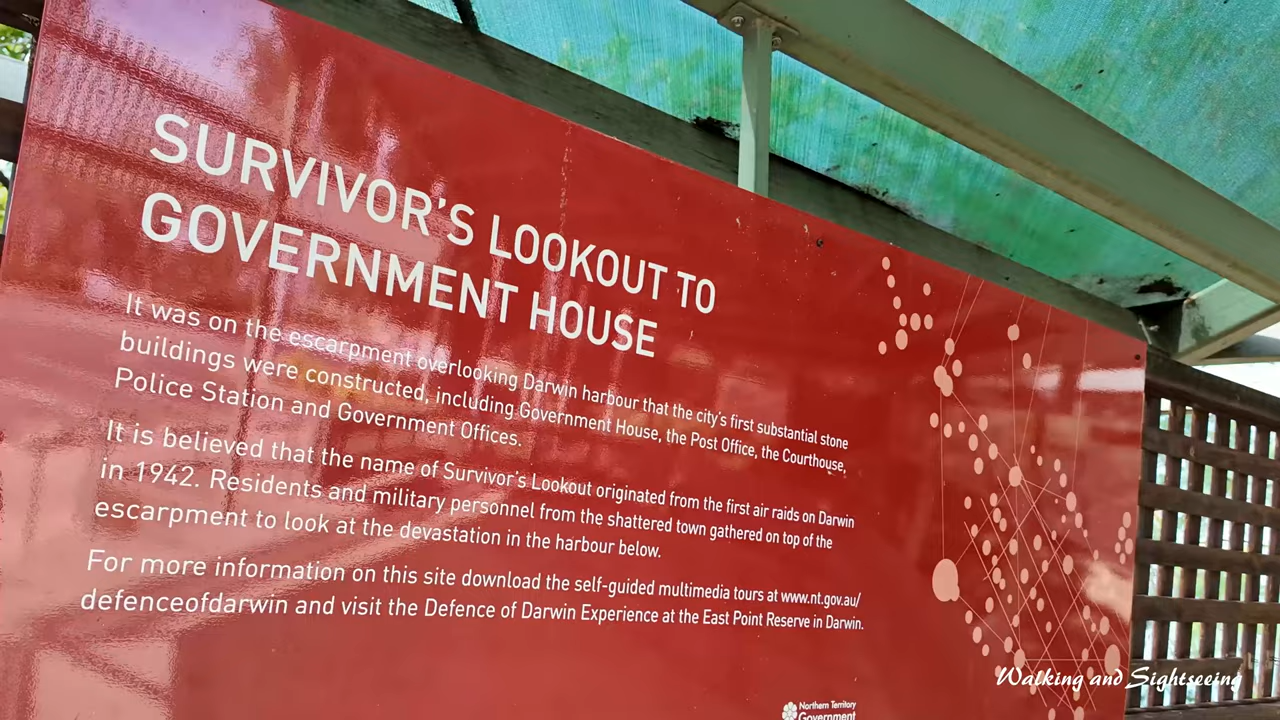 SURVIVOR'S LOOKOUT TO
GOVERNMENT HOUSE
It was on the escarpment overlooking Darwin harbour that the city's first substantial stone
buildings were constructed, including Government House, the Post Office, the Courthouse,
Police Station and Government Offices.
It is believed that the name of Survivor's Lookout originated from the first air raids on Darwin
in 1942. Residents and military personnel from the shattered town gathered on top of the
escarpment to look at the devastation in the harbour below.
For more information on this site download the self-guided multimedia tours at www.nt.gov.au/
defenceofdarwin and visit the Defence of Darwin Experience at the East Point Reserve in Darwin.
Walking and Sightseeing
Northern Territory
Government